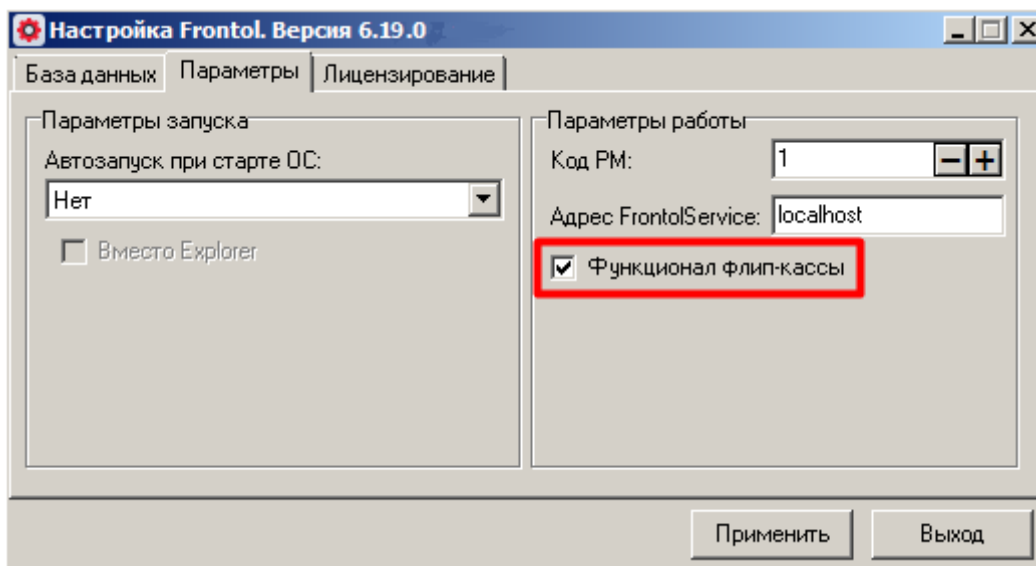 Настройка Frontol. Версия 6.19.0
База данных Параметры Лицензирование
Параметры запуска
Автозапуск при старте ОС:
Нет
Вместо Explorer
Параметры работы
Код РМ: 1
Адрес FrontolService: localhost
Функционал флип-кассы
Применить Выход